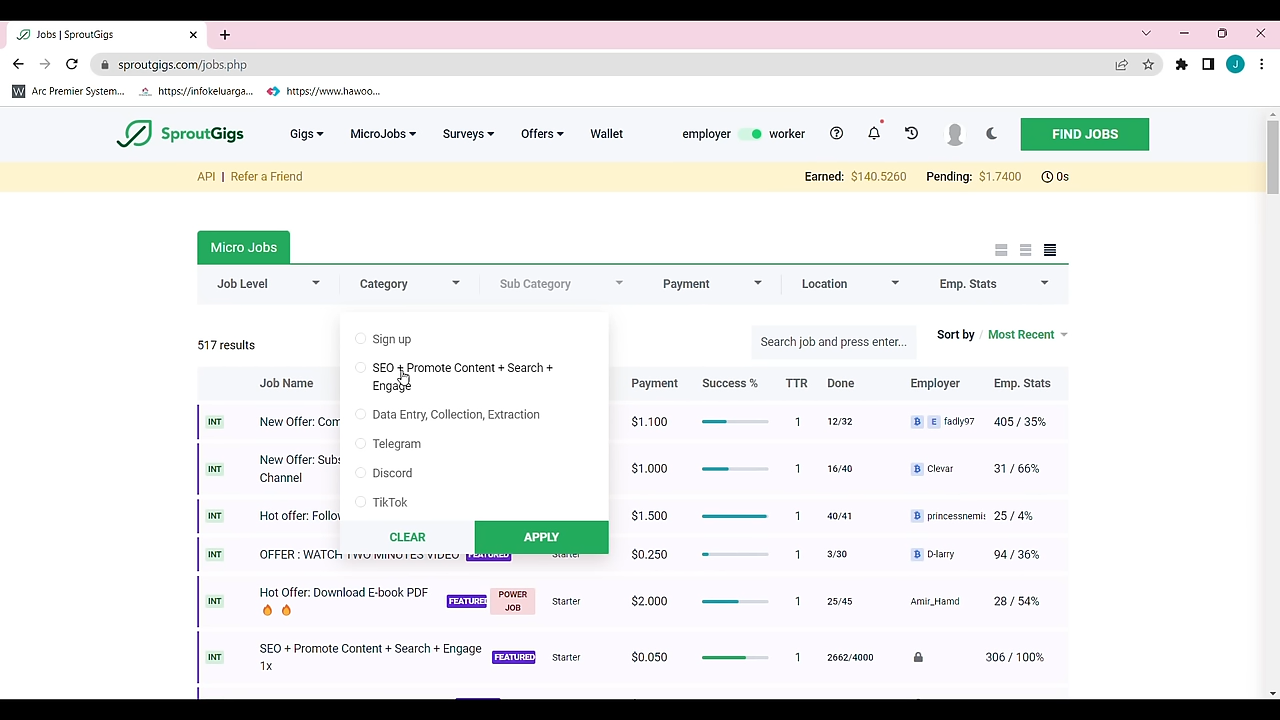 Jobs | SproutGigs
sproutgigs.com/jobs.php
J
W Arc Premier System... https://infokeluarga... https://www.hawoo...
SproutGigs Gigs MicroJobs Surveys Offers Wallet employer worker FIND JOBS
API | Refer a Friend Earned: $140.5260 Pending: $1.7400 0s
Micro Jobs
Job Level Category Sub Category Payment Location Emp. Stats
517 results Search job and press enter... Sort by / Most Recent
Sign up
SEO + Promote Content + Search +
Engage
Data Entry, Collection, Extraction
Telegram
Discord
TikTok
CLEAR APPLY
Job Name Payment Success % TTR Done Employer Emp. Stats
INT New Offer: Com $1.100 1 12/32 B E fadly97 405 / 35%
INT New Offer: Subs
Channel $1.000 1 16/40 B Clevar 31 / 66%
INT Hot offer: Follo $1.500 1 40/41 B princessnemis 25 / 4%
INT OFFER : WATCH TWO MINUTES VIDEO FEATURED Starter $0.250 1 3/30 B D-larry 94 / 36%
INT Hot Offer: Download E-book PDF
🔥 🔥 FEATURED POWER
JOB Starter $2.000 1 25/45 Amir_Hamd 28 / 54%
INT SEO + Promote Content + Search + Engage
1x FEATURED Starter $0.050 1 2662/4000 306 / 100%